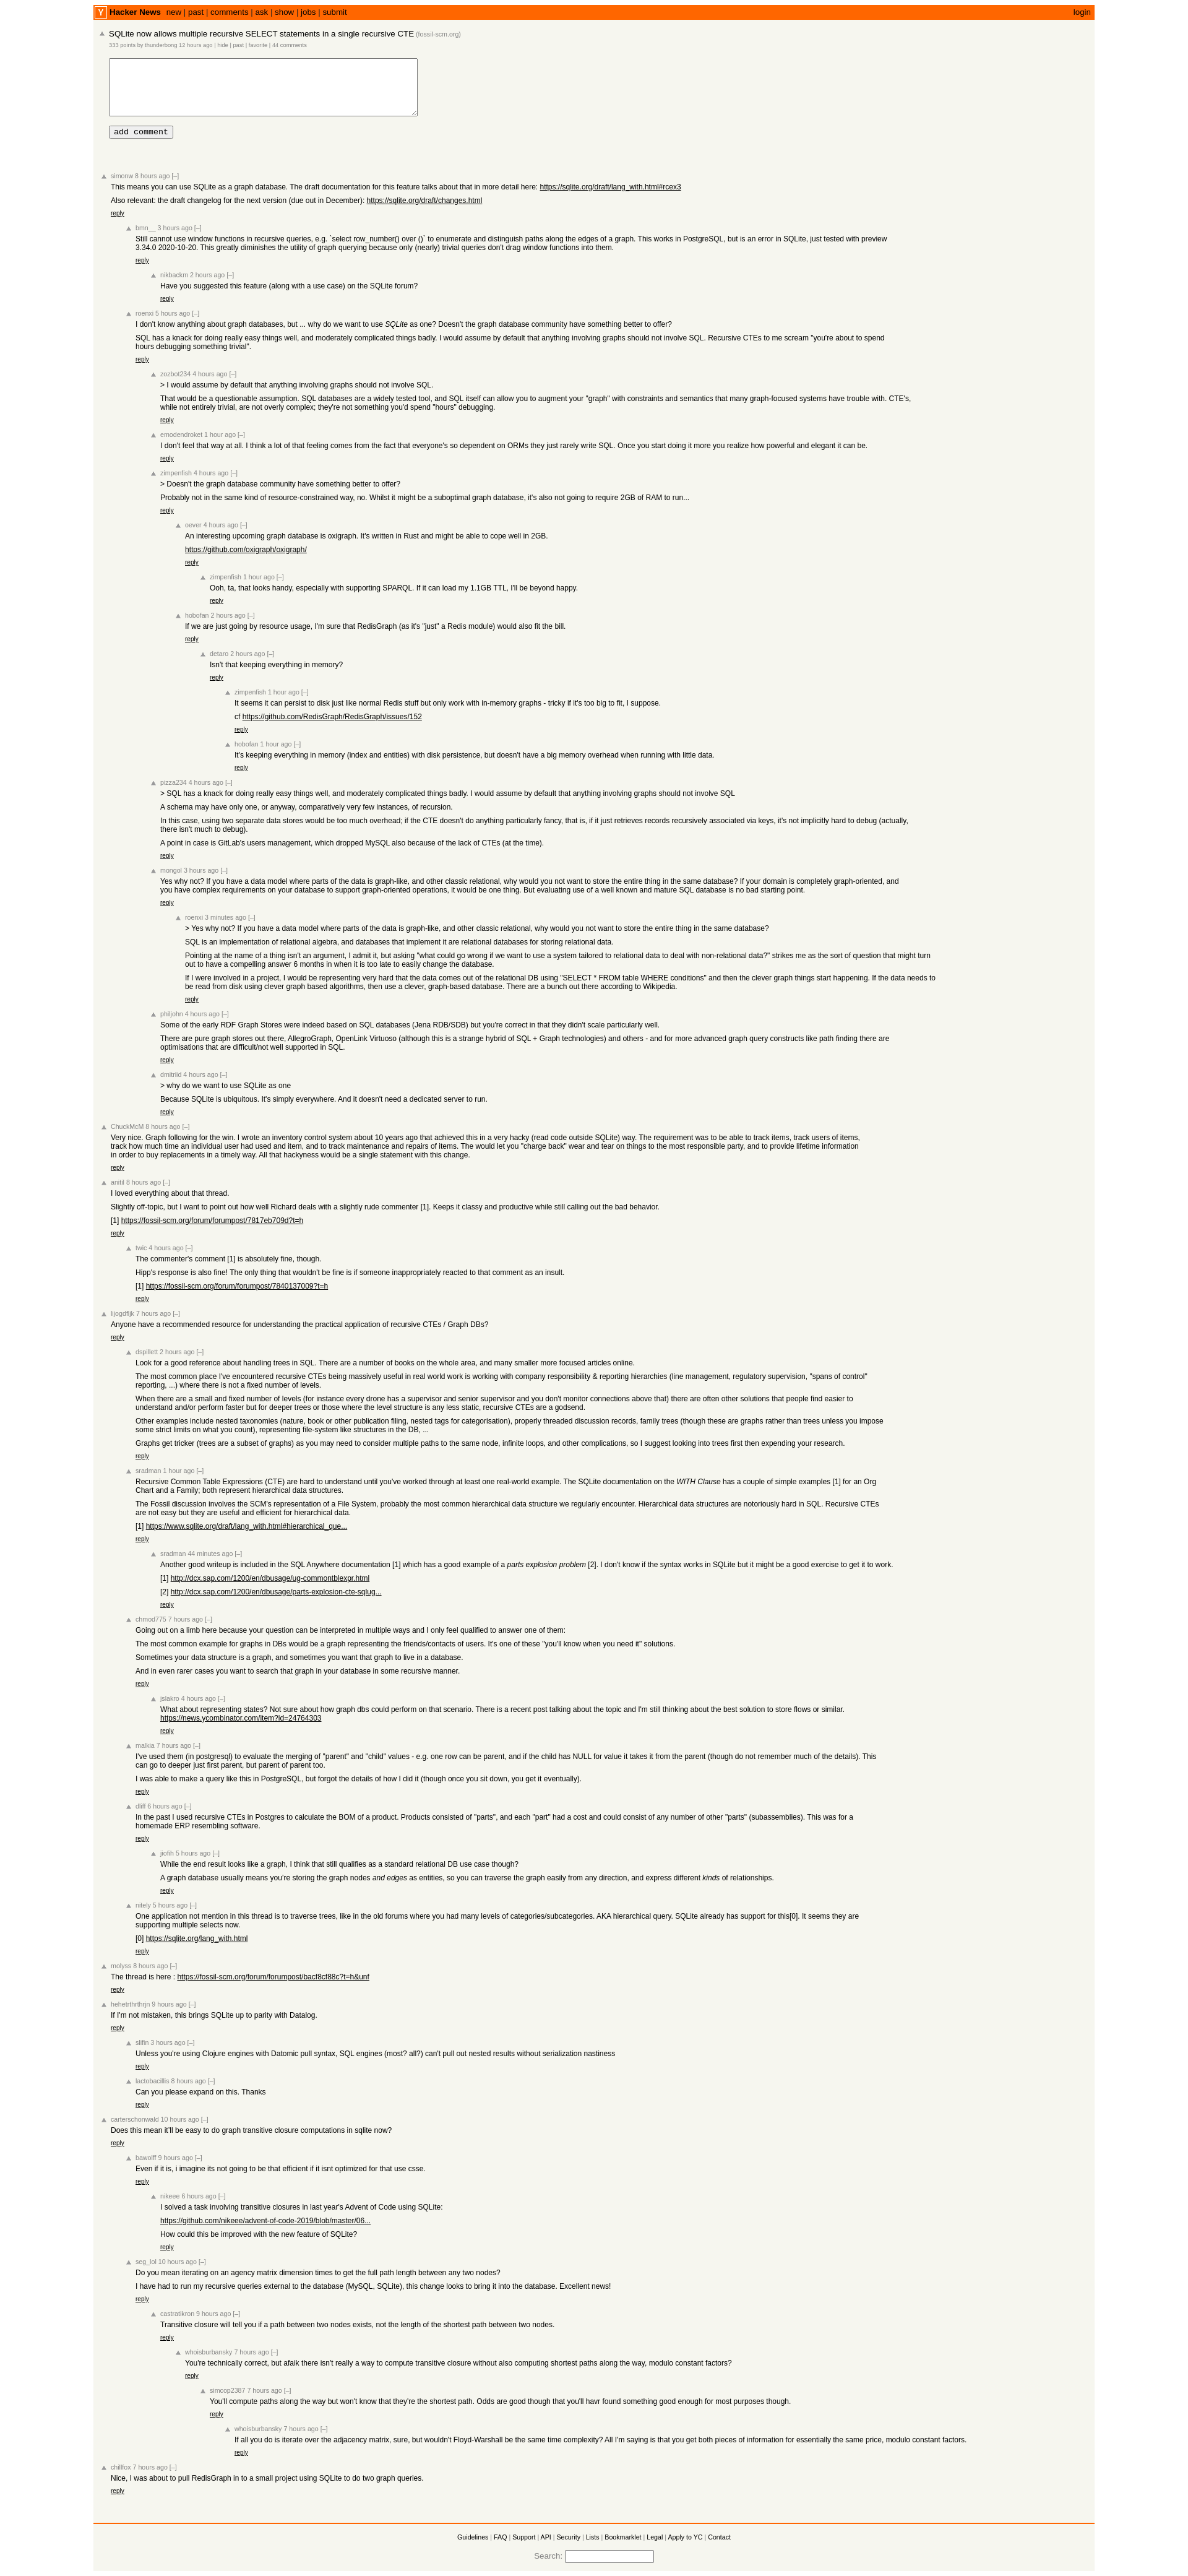 Y Hacker News new | past | comments | ask | show | jobs | submit login
SQLite now allows multiple recursive SELECT statements in a single recursive CTE (fossil-scm.org)
333 points by thunderbong 12 hours ago | hide | past | favorite | 44 comments
add comment
simonw 8 hours ago [–]
This means you can use SQLite as a graph database. The draft documentation for this feature talks about that in more detail here: https://sqlite.org/draft/lang_with.html#rcex3
Also relevant: the draft changelog for the next version (due out in December): https://sqlite.org/draft/changes.html
reply
bmn__ 3 hours ago [–]
Still cannot use window functions in recursive queries, e.g. `select row_number() over ()` to enumerate and distinguish paths along the edges of a graph. This works in PostgreSQL, but is an error in SQLite, just tested with preview
3.34.0 2020-10-20. This greatly diminishes the utility of graph querying because only (nearly) trivial queries don't drag window functions into them.
reply
nikbackm 2 hours ago [–]
Have you suggested this feature (along with a use case) on the SQLite forum?
reply
roenxi 5 hours ago [–]
I don't know anything about graph databases, but ... why do we want to use SQLite as one? Doesn't the graph database community have something better to offer?
SQL has a knack for doing really easy things well, and moderately complicated things badly. I would assume by default that anything involving graphs should not involve SQL. Recursive CTEs to me scream "you're about to spend
hours debugging something trivial".
reply
zozbot234 4 hours ago [–]
> I would assume by default that anything involving graphs should not involve SQL.
That would be a questionable assumption. SQL databases are a widely tested tool, and SQL itself can allow you to augment your "graph" with constraints and semantics that many graph-focused systems have trouble with. CTE's,
while not entirely trivial, are not overly complex; they're not something you'd spend "hours" debugging.
reply
emodendroket 1 hour ago [–]
I don't feel that way at all. I think a lot of that feeling comes from the fact that everyone's so dependent on ORMs they just rarely write SQL. Once you start doing it more you realize how powerful and elegant it can be.
reply
zimpenfish 4 hours ago [–]
> Doesn't the graph database community have something better to offer?
Probably not in the same kind of resource-constrained way, no. Whilst it might be a suboptimal graph database, it's also not going to require 2GB of RAM to run...
reply
oever 4 hours ago [–]
An interesting upcoming graph database is oxigraph. It's written in Rust and might be able to cope well in 2GB.
https://github.com/oxigraph/oxigraph/
reply
zimpenfish 1 hour ago [–]
Ooh, ta, that looks handy, especially with supporting SPARQL. If it can load my 1.1GB TTL, I'll be beyond happy.
reply
hobofan 2 hours ago [–]
If we are just going by resource usage, I'm sure that RedisGraph (as it's "just" a Redis module) would also fit the bill.
reply
detaro 2 hours ago [–]
Isn't that keeping everything in memory?
reply
zimpenfish 1 hour ago [–]
It seems it can persist to disk just like normal Redis stuff but only work with in-memory graphs - tricky if it's too big to fit, I suppose.
cf https://github.com/RedisGraph/RedisGraph/issues/152
reply
hobofan 1 hour ago [–]
It's keeping everything in memory (index and entities) with disk persistence, but doesn't have a big memory overhead when running with little data.
reply
pizza234 4 hours ago [–]
> SQL has a knack for doing really easy things well, and moderately complicated things badly. I would assume by default that anything involving graphs should not involve SQL
A schema may have only one, or anyway, comparatively very few instances, of recursion.
In this case, using two separate data stores would be too much overhead; if the CTE doesn't do anything particularly fancy, that is, if it just retrieves records recursively associated via keys, it's not implicitly hard to debug (actually,
there isn't much to debug).
A point in case is GitLab's users management, which dropped MySQL also because of the lack of CTEs (at the time).
reply
mongol 3 hours ago [–]
Yes why not? If you have a data model where parts of the data is graph-like, and other classic relational, why would you not want to store the entire thing in the same database? If your domain is completely graph-oriented, and
you have complex requirements on your database to support graph-oriented operations, it would be one thing. But evaluating use of a well known and mature SQL database is no bad starting point.
reply
roenxi 3 minutes ago [–]
> Yes why not? If you have a data model where parts of the data is graph-like, and other classic relational, why would you not want to store the entire thing in the same database?
SQL is an implementation of relational algebra, and databases that implement it are relational databases for storing relational data.
Pointing at the name of a thing isn't an argument, I admit it, but asking "what could go wrong if we want to use a system tailored to relational data to deal with non-relational data?" strikes me as the sort of question that might turn
out to have a compelling answer 6 months in when it is too late to easily change the database.
If I were involved in a project, I would be representing very hard that the data comes out of the relational DB using "SELECT * FROM table WHERE conditions" and then the clever graph things start happening. If the data needs to
be read from disk using clever graph based algorithms, then use a clever, graph-based database. There are a bunch out there according to Wikipedia.
reply
philjohn 4 hours ago [–]
Some of the early RDF Graph Stores were indeed based on SQL databases (Jena RDB/SDB) but you're correct in that they didn't scale particularly well.
There are pure graph stores out there, AllegroGraph, OpenLink Virtuoso (although this is a strange hybrid of SQL + Graph technologies) and others - and for more advanced graph query constructs like path finding there are
optimisations that are difficult/not well supported in SQL.
reply
dmitriid 4 hours ago [–]
> why do we want to use SQLite as one
Because SQLite is ubiquitous. It's simply everywhere. And it doesn't need a dedicated server to run.
reply
ChuckMcM 8 hours ago [–]
Very nice. Graph following for the win. I wrote an inventory control system about 10 years ago that achieved this in a very hacky (read code outside SQLite) way. The requirement was to be able to track items, track users of items,
track how much time an individual user had used and item, and to track maintenance and repairs of items. The would let you "charge back" wear and tear on things to the most responsible party, and to provide lifetime information
in order to buy replacements in a timely way. All that hackyness would be a single statement with this change.
reply
anitil 8 hours ago [–]
I loved everything about that thread.
Slightly off-topic, but I want to point out how well Richard deals with a slightly rude commenter [1]. Keeps it classy and productive while still calling out the bad behavior.
[1] https://fossil-scm.org/forum/forumpost/7817eb709d?t=h
reply
twic 4 hours ago [–]
The commenter's comment [1] is absolutely fine, though.
Hipp's response is also fine! The only thing that wouldn't be fine is if someone inappropriately reacted to that comment as an insult.
[1] https://fossil-scm.org/forum/forumpost/7840137009?t=h
reply
lijogdfljk 7 hours ago [–]
Anyone have a recommended resource for understanding the practical application of recursive CTEs / Graph DBs?
reply
dspillett 2 hours ago [–]
Look for a good reference about handling trees in SQL. There are a number of books on the whole area, and many smaller more focused articles online.
The most common place I've encountered recursive CTEs being massively useful in real world work is working with company responsibility & reporting hierarchies (line management, regulatory supervision, "spans of control"
reporting, ...) where there is not a fixed number of levels.
When there are a small and fixed number of levels (for instance every drone has a supervisor and senior supervisor and you don't monitor connections above that) there are often other solutions that people find easier to
understand and/or perform faster but for deeper trees or those where the level structure is any less static, recursive CTEs are a godsend.
Other examples include nested taxonomies (nature, book or other publication filing, nested tags for categorisation), properly threaded discussion records, family trees (though these are graphs rather than trees unless you impose
some strict limits on what you count), representing file-system like structures in the DB, ...
Graphs get tricker (trees are a subset of graphs) as you may need to consider multiple paths to the same node, infinite loops, and other complications, so I suggest looking into trees first then expending your research.
reply
sradman 1 hour ago [–]
Recursive Common Table Expressions (CTE) are hard to understand until you've worked through at least one real-world example. The SQLite documentation on the WITH Clause has a couple of simple examples [1] for an Org
Chart and a Family; both represent hierarchical data structures.
The Fossil discussion involves the SCM's representation of a File System, probably the most common hierarchical data structure we regularly encounter. Hierarchical data structures are notoriously hard in SQL. Recursive CTEs
are not easy but they are useful and efficient for hierarchical data.
[1] https://www.sqlite.org/draft/lang_with.html#hierarchical_que...
reply
sradman 44 minutes ago [–]
Another good writeup is included in the SQL Anywhere documentation [1] which has a good example of a parts explosion problem [2]. I don't know if the syntax works in SQLite but it might be a good exercise to get it to work.
[1] http://dcx.sap.com/1200/en/dbusage/ug-commontblexpr.html
[2] http://dcx.sap.com/1200/en/dbusage/parts-explosion-cte-sqlug...
reply
chmod775 7 hours ago [–]
Going out on a limb here because your question can be interpreted in multiple ways and I only feel qualified to answer one of them:
The most common example for graphs in DBs would be a graph representing the friends/contacts of users. It's one of these "you'll know when you need it" solutions.
Sometimes your data structure is a graph, and sometimes you want that graph to live in a database.
And in even rarer cases you want to search that graph in your database in some recursive manner.
reply
jslakro 4 hours ago [–]
What about representing states? Not sure about how graph dbs could perform on that scenario. There is a recent post talking about the topic and I'm still thinking about the best solution to store flows or similar.
https://news.ycombinator.com/item?id=24764303
reply
malkia 7 hours ago [–]
I've used them (in postgresql) to evaluate the merging of "parent" and "child" values - e.g. one row can be parent, and if the child has NULL for value it takes it from the parent (though do not remember much of the details). This
can go to deeper just first parent, but parent of parent too.
I was able to make a query like this in PostgreSQL, but forgot the details of how I did it (though once you sit down, you get it eventually).
reply
dliff 6 hours ago [–]
In the past I used recursive CTEs in Postgres to calculate the BOM of a product. Products consisted of "parts", and each "part" had a cost and could consist of any number of other "parts" (subassemblies). This was for a
homemade ERP resembling software.
reply
jiofih 5 hours ago [–]
While the end result looks like a graph, I think that still qualifies as a standard relational DB use case though?
A graph database usually means you're storing the graph nodes and edges as entities, so you can traverse the graph easily from any direction, and express different kinds of relationships.
reply
nitely 5 hours ago [–]
One application not mention in this thread is to traverse trees, like in the old forums where you had many levels of categories/subcategories. AKA hierarchical query. SQLite already has support for this[0]. It seems they are
supporting multiple selects now.
[0] https://sqlite.org/lang_with.html
reply
molyss 8 hours ago [–]
The thread is here : https://fossil-scm.org/forum/forumpost/bacf8cf88c?t=h&unf
reply
hehetrthrthrjn 9 hours ago [–]
If I'm not mistaken, this brings SQLite up to parity with Datalog.
reply
slifin 3 hours ago [–]
Unless you're using Clojure engines with Datomic pull syntax, SQL engines (most? all?) can't pull out nested results without serialization nastiness
reply
lactobacillis 8 hours ago [–]
Can you please expand on this. Thanks
reply
carterschonwald 10 hours ago [–]
Does this mean it'll be easy to do graph transitive closure computations in sqlite now?
reply
bawolff 9 hours ago [–]
Even if it is, i imagine its not going to be that efficient if it isnt optimized for that use csse.
reply
nikeee 6 hours ago [–]
I solved a task involving transitive closures in last year's Advent of Code using SQLite:
https://github.com/nikeee/advent-of-code-2019/blob/master/06...
How could this be improved with the new feature of SQLite?
reply
seg_lol 10 hours ago [–]
Do you mean iterating on an agency matrix dimension times to get the full path length between any two nodes?
I have had to run my recursive queries external to the database (MySQL, SQLite), this change looks to bring it into the database. Excellent news!
reply
castratikron 9 hours ago [–]
Transitive closure will tell you if a path between two nodes exists, not the length of the shortest path between two nodes.
reply
whoisburbansky 7 hours ago [–]
You're technically correct, but afaik there isn't really a way to compute transitive closure without also computing shortest paths along the way, modulo constant factors?
reply
simcop2387 7 hours ago [–]
You'll compute paths along the way but won't know that they're the shortest path. Odds are good though that you'll havr found something good enough for most purposes though.
reply
whoisburbansky 7 hours ago [–]
If all you do is iterate over the adjacency matrix, sure, but wouldn't Floyd-Warshall be the same time complexity? All I'm saying is that you get both pieces of information for essentially the same price, modulo constant factors.
reply
chillfox 7 hours ago [–]
Nice, I was about to pull RedisGraph in to a small project using SQLite to do two graph queries.
reply
Guidelines | FAQ | Support | API | Security | Lists | Bookmarklet | Legal | Apply to YC | Contact
Search: